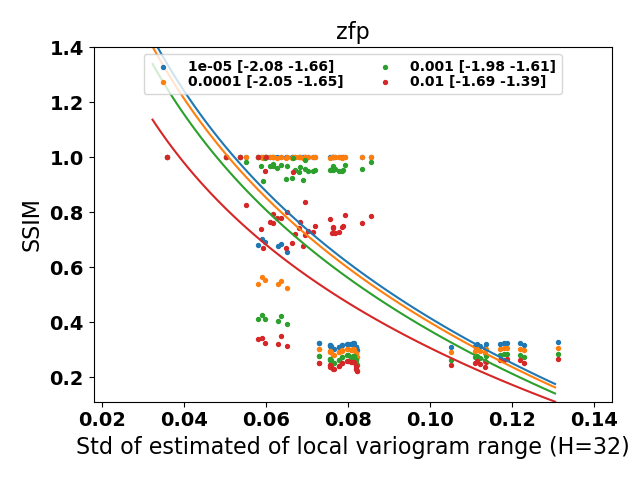 zfp
1e-05 [-2.08 -1.66]
0.0001 [-2.05 -1.65]
0.001 [-1.98 -1.61]
0.01 [-1.69 -1.39]
SSIM
1.4
1.2
1.0
0.8
0.6
0.4
0.2
0.02 0.04 0.06 0.08 0.10 0.12 0.14
Std of estimated of local variogram range (H=32)